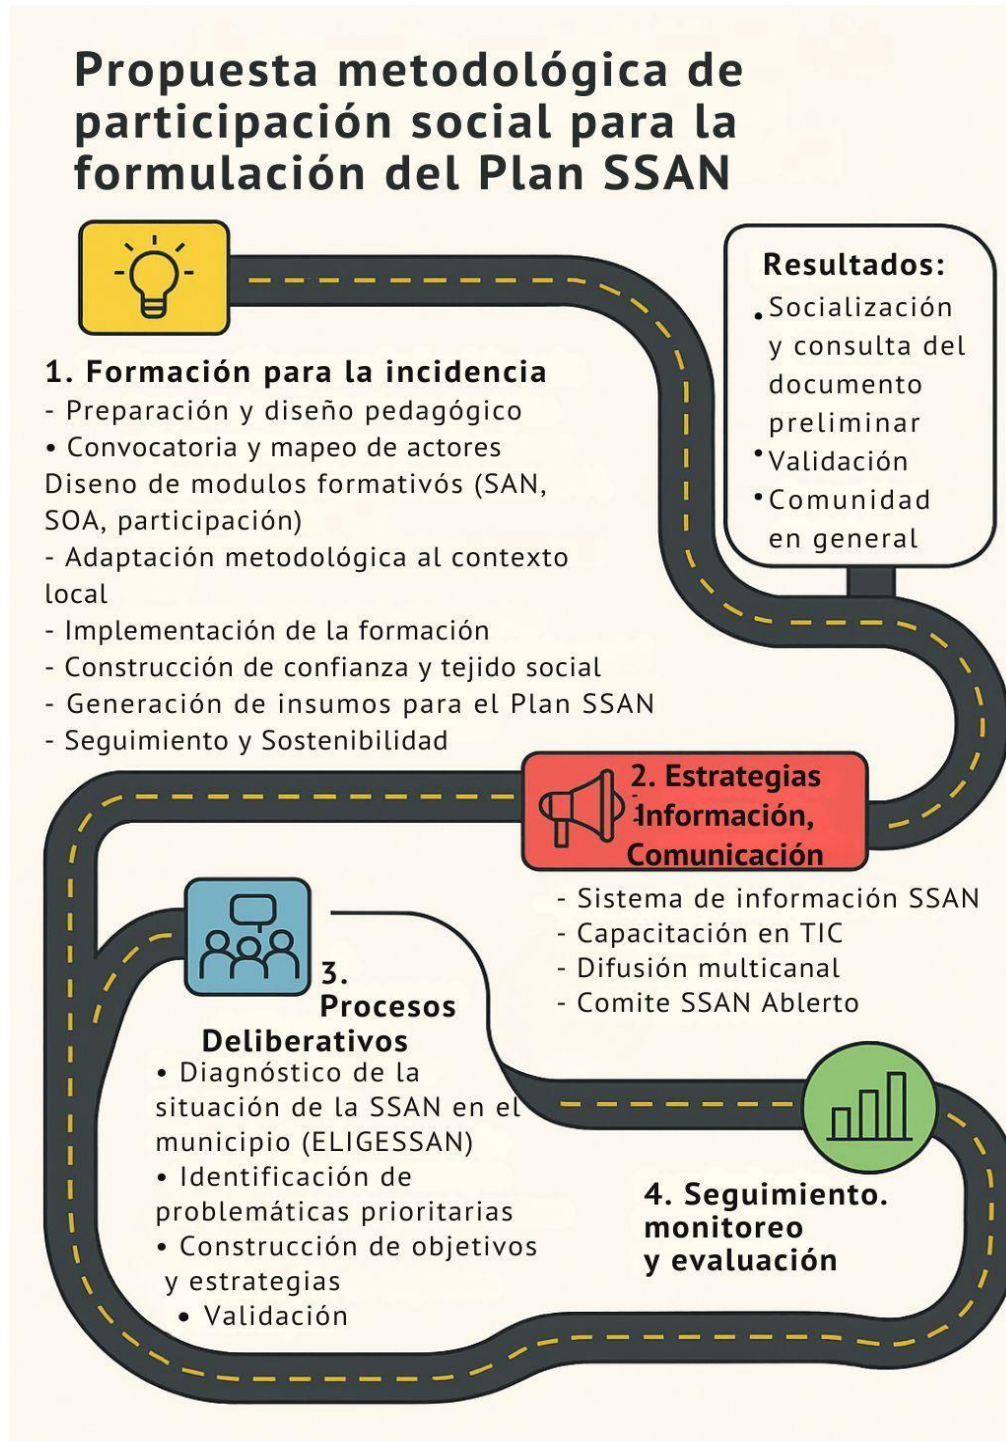 Propuesta metodológica de
participación social para la
formulación del Plan SSAN
Resultados:
• Socialización
y consulta del
documento
preliminar
• Validación
• Comunidad
en general
1. Formación para la incidencia
- Preparación y diseño pedagógico
• Convocatoria y mapeo de actores
Diseno de modulos formativós (SAN,
SOA, participación)
- Adaptación metodológica al contexto
local
- Implementación de la formación
- Construcción de confianza y tejido social
- Generación de insumos para el Plan SSAN
- Seguimiento y Sostenibilidad
2. Estrategias
Información,
Comunicación
- Sistema de información SSAN
- Capacitación en TIC
- Difusión multicanal
- Comite SSAN Ablerto
3.
Procesos
Deliberativos
• Diagnóstico de la
situación de la SSAN en el
municipio (ELIGESSAN)
• Identificación de
problemáticas prioritarias
• Construcción de objetivos
y estrategias
• Validación
4. Seguimiento.
monitoreo
y evaluación